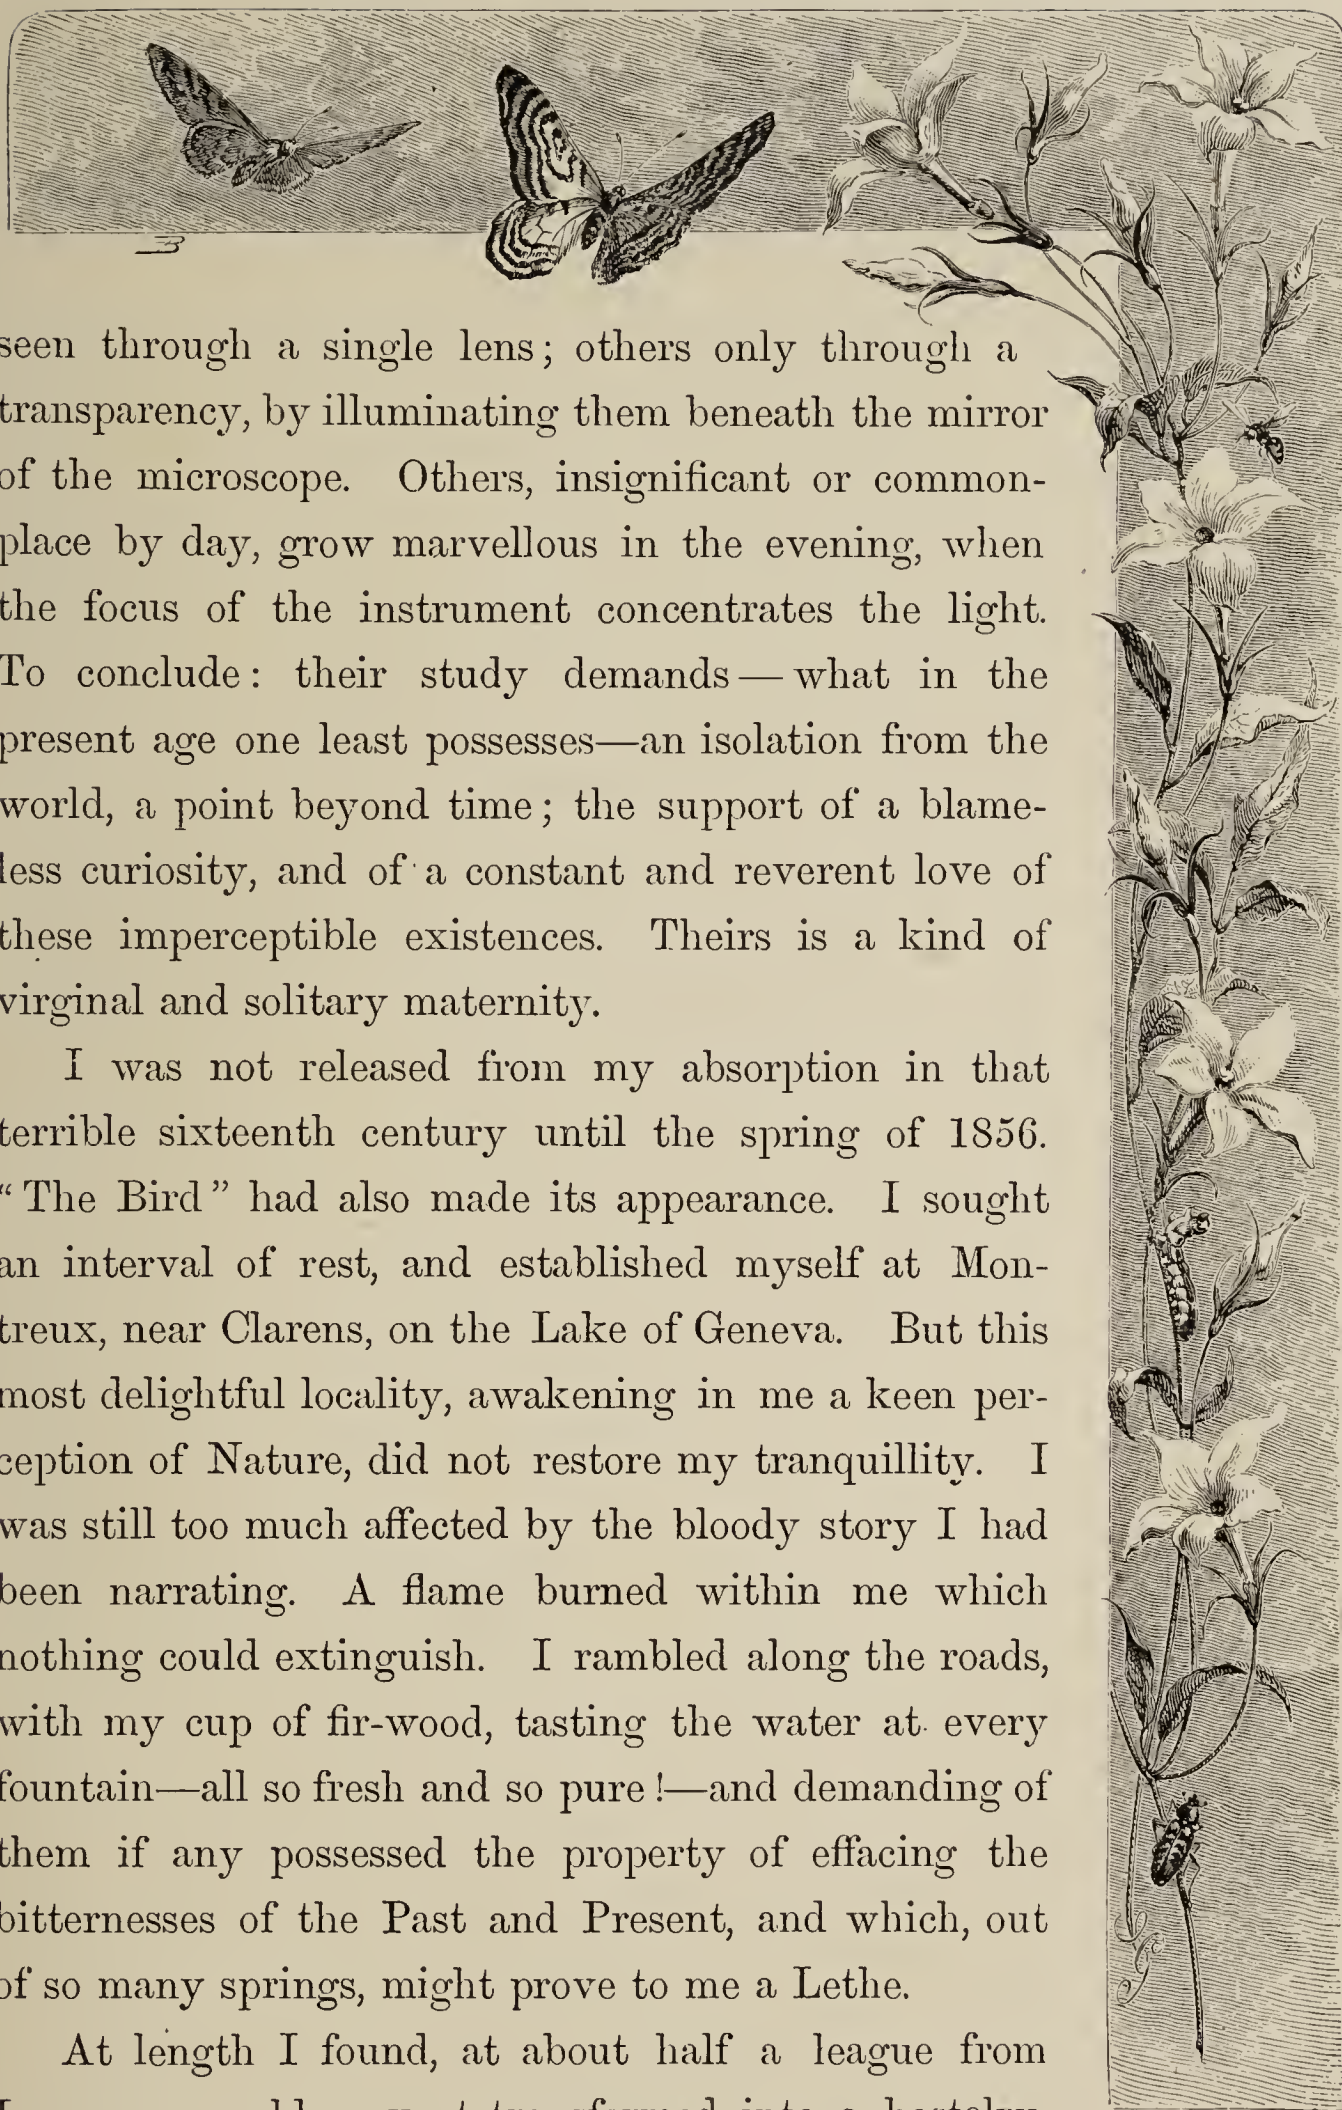 seen through a single lens; others only through a
transparency, by illuminating them beneath the mirror
of the microscope. Others, insignificant or common-
place by day, grow marvellous in the evening, when
the focus of the instrument concentrates the light.
To conclude: their study demands—what in the
present age one least possesses—an isolation from the
world, a point beyond time; the support of a blame-
less curiosity, and of a constant and reverent love of
these imperceptible existences. Theirs is a kind of
virginal and solitary maternity.
I was not released from my absorption in that
terrible sixteenth century until the spring of 1856.
“The Bird” had also made its appearance. I sought
an interval of rest, and established myself at Mon-
treux, near Clarens, on the Lake of Geneva. But this
most delightful locality, awakening in me a keen per-
ception of Nature, did not restore my tranquillity. I
was still too much affected by the bloody story I had
been narrating. A flame burned within me which
nothing could extinguish. I rambled along the roads,
with my cup of fir-wood, tasting the water at every
fountain—all so fresh and so pure!—and demanding of
them if any possessed the property of effacing the
bitternesses of the Past and Present, and which, out
of so many springs, might prove to me a Lethe.
At length I found, at about half a league from
into a